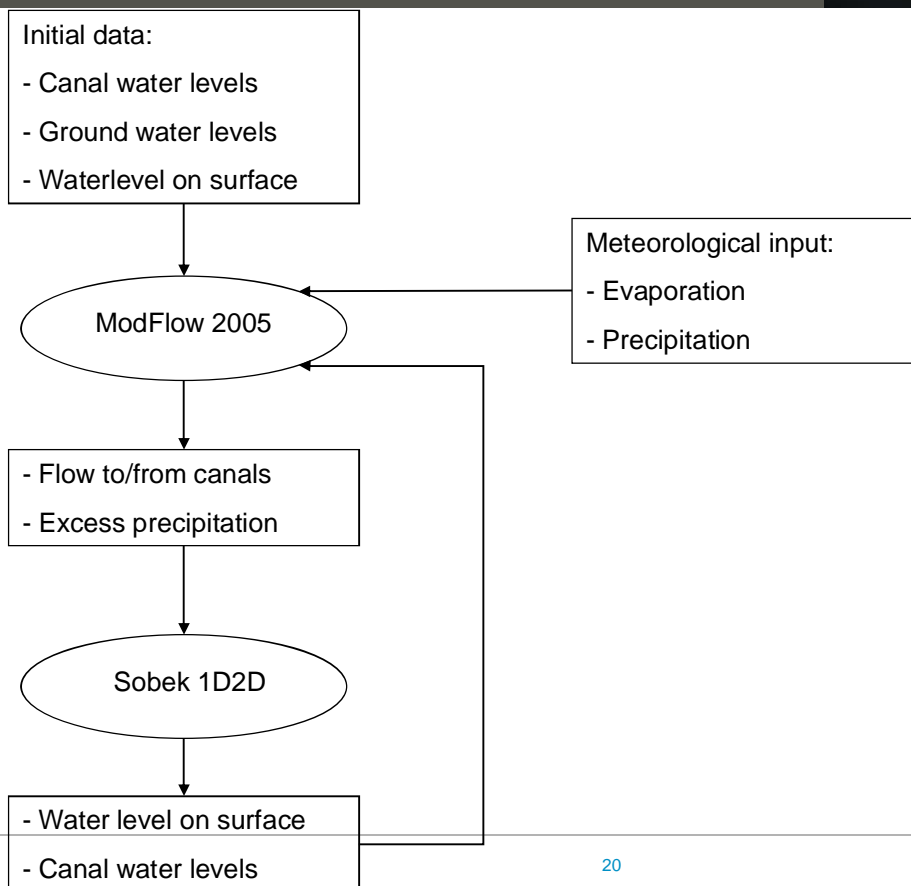 Initial data:
- Canal water levels
- Ground water levels
- Waterlevel on surface
Meteorological input:
- Evaporation
- Precipitation
ModFlow 2005
- Flow to/from canals
- Excess precipitation
Sobek 1D2D
- Water level on surface
- Canal water levels
20